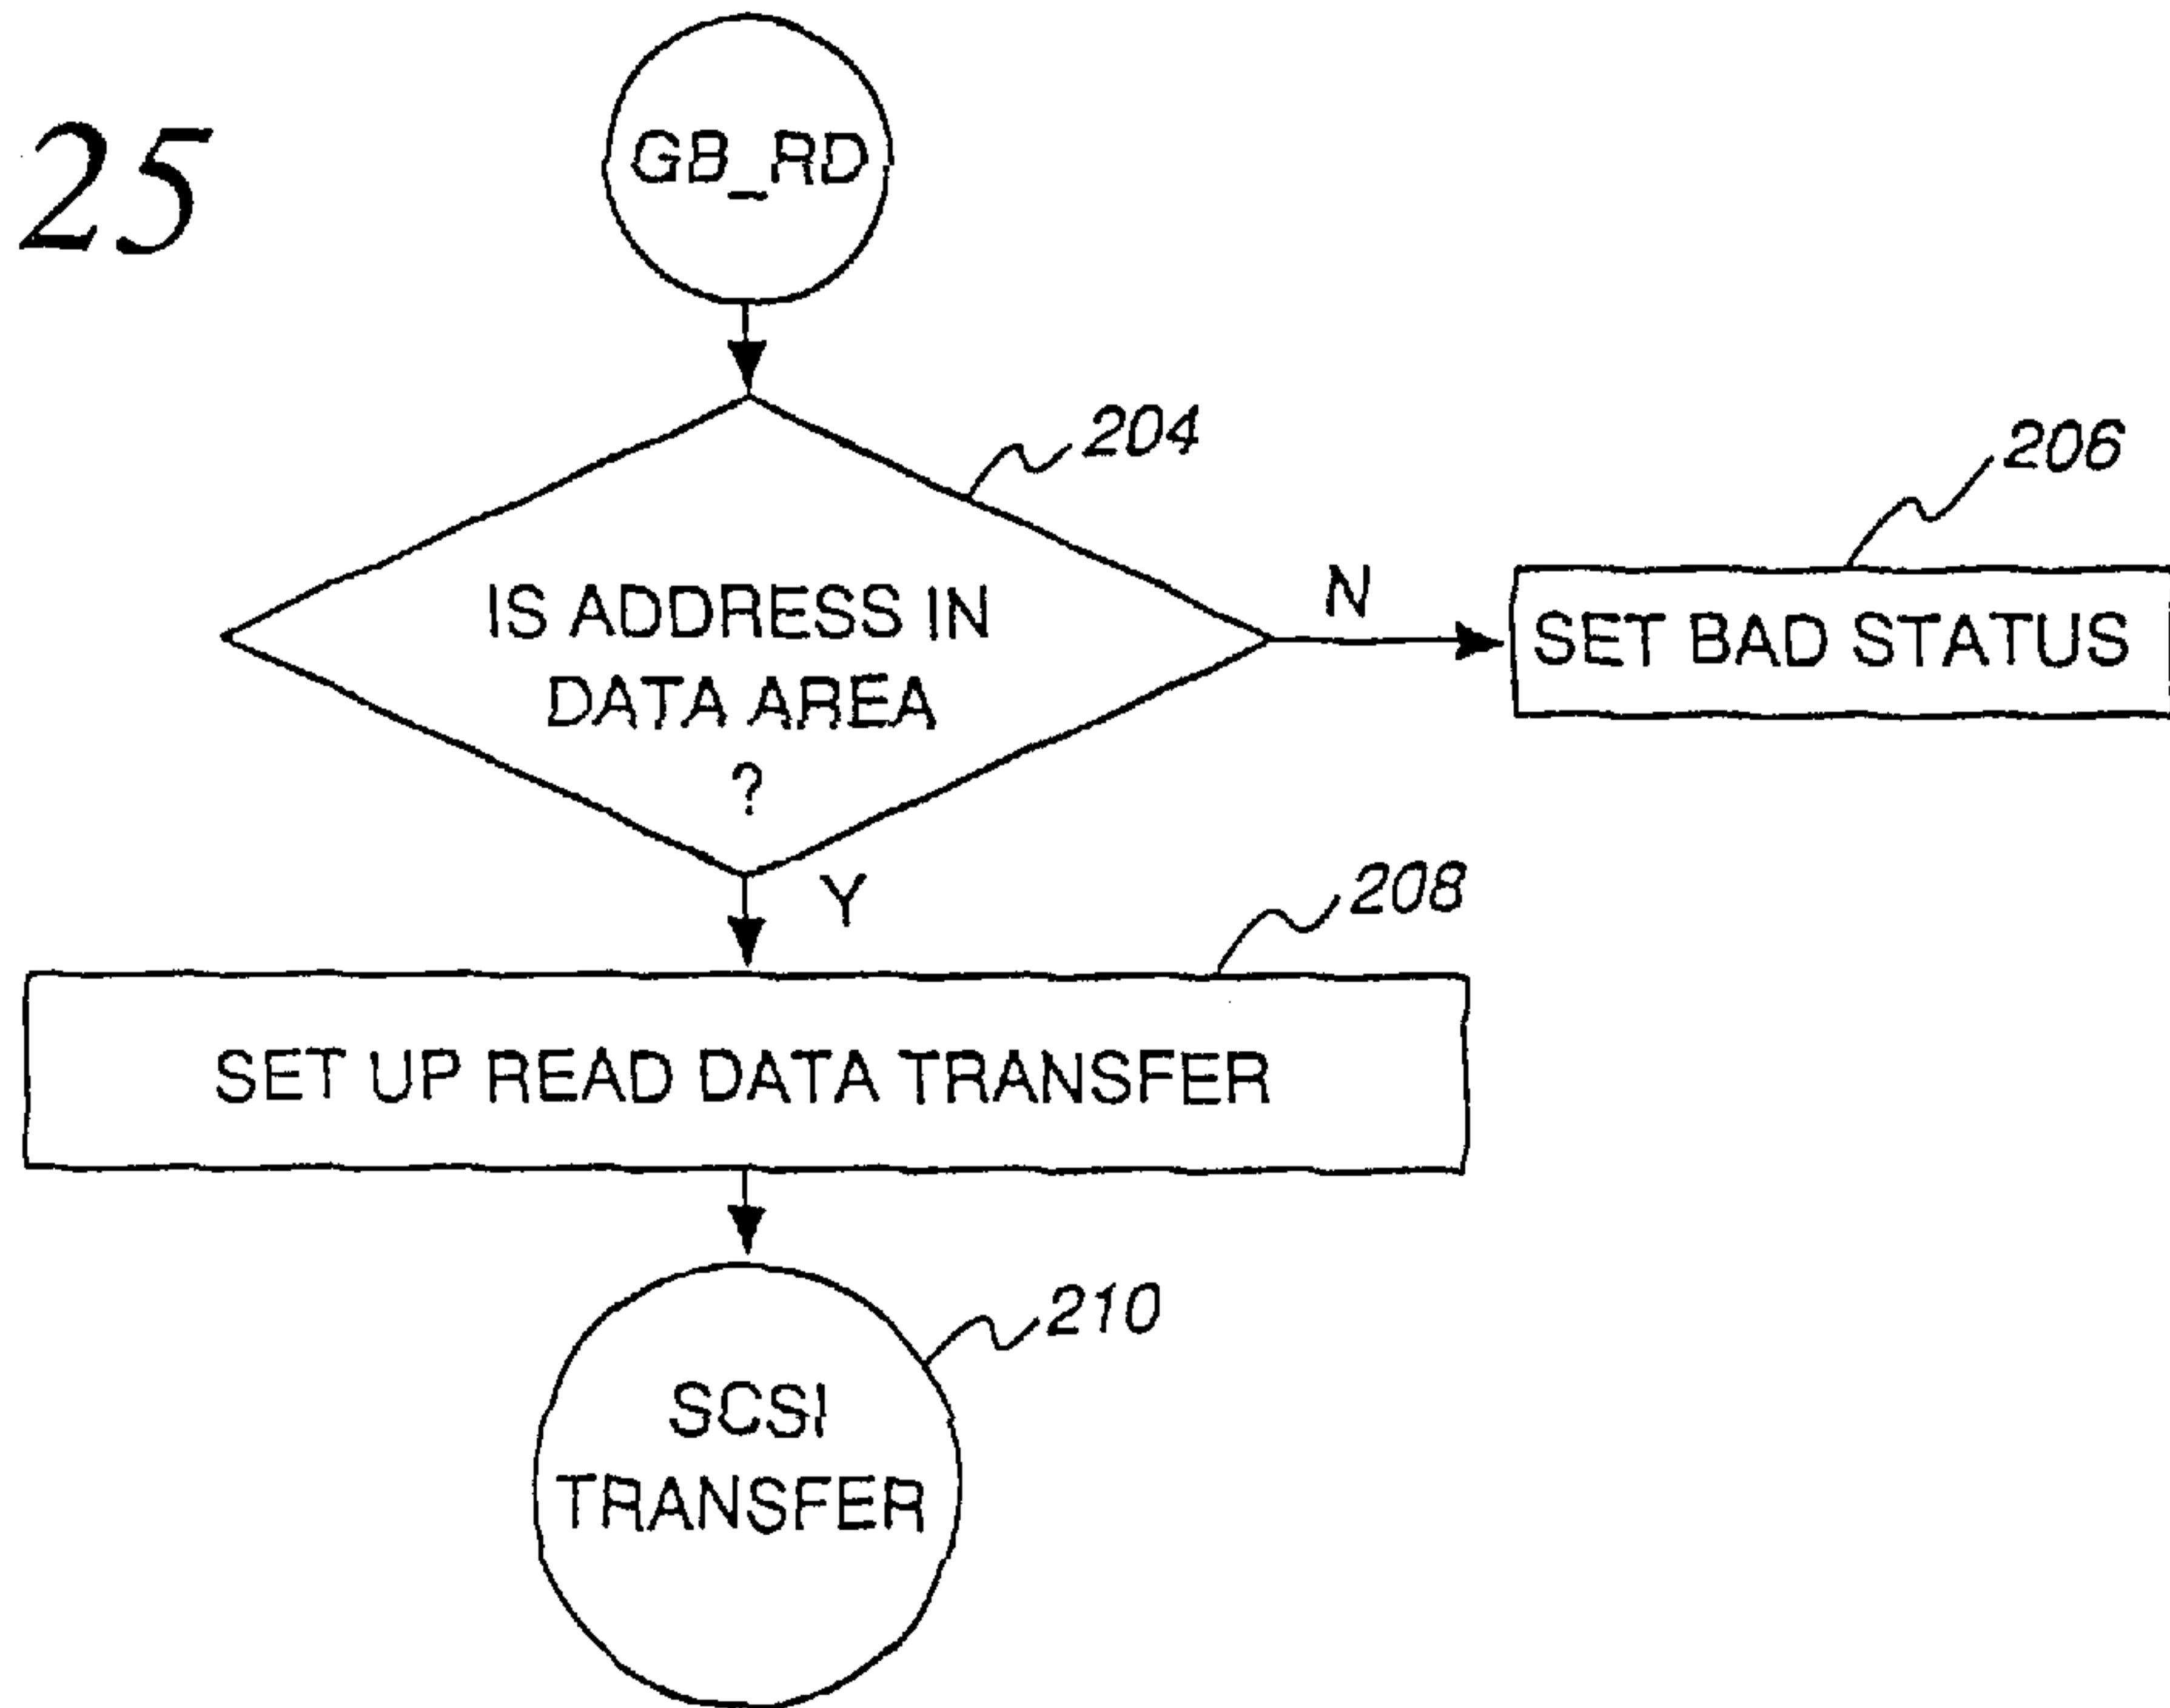 25
GB_RD
204
206
IS ADDRESS IN
DATA AREA
?
N
SET BAD STATUS
Y
208
SET UP READ DATA TRANSFER
210
SCSI
TRANSFER